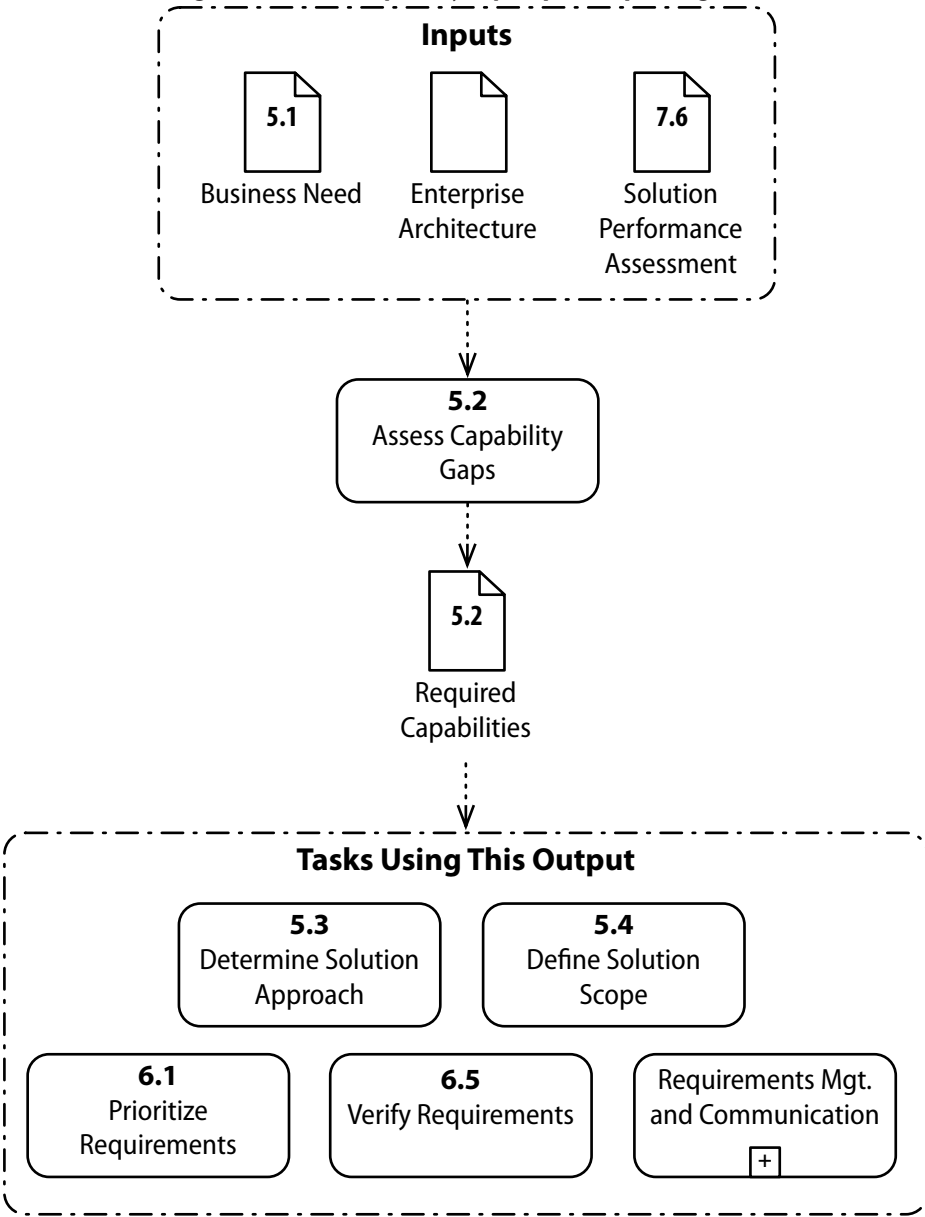 Inputs
5.1
7.6
Business Need
Enterprise
Architecture
Solution
Performance
Assessment
5.2
Assess Capability
Gaps
5.2
Required
Capabilities
Tasks Using This Output
5.3
Determine Solution
Approach
5.4
Define Solution
Scope
6.1
Prioritize
Requirements
6.5
Verify Requirements
Requirements Mgt.
and Communication
+